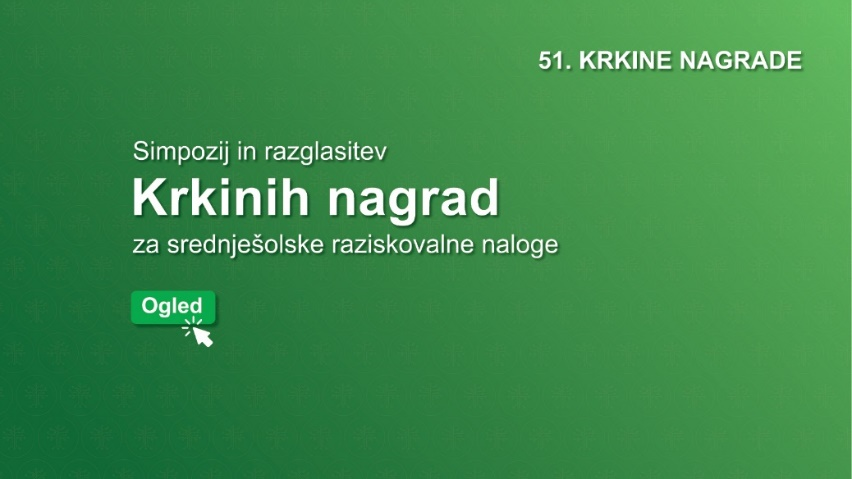 51. KRKINE NAGRADE
Simpozij in razglasitev
Krkinih nagrad
za srednješolske raziskovalne naloge
Ogled